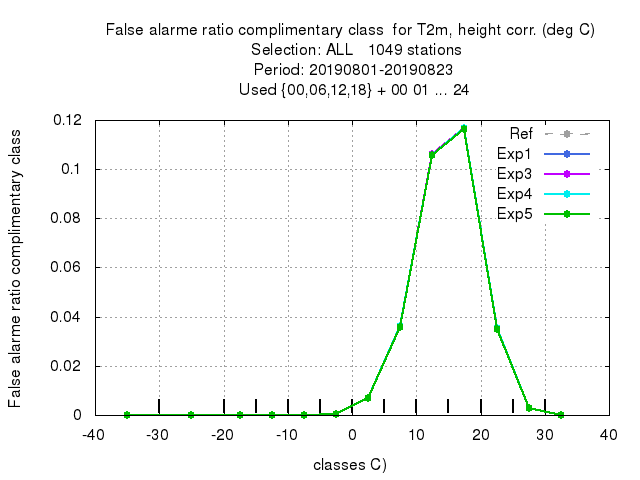 False alarme ratio complimentary class  for T2m, height corr. (deg C)
Selection: ALL   1049 stations
Period: 20190801-20190823
Used {00,06,12,18} + 00 01 ... 24
False alarme ratio complimentary class
0.12
0.1
0.08
0.06
0.04
0.02
0
Ref
Exp1
Exp3
Exp4
Exp5
-40 -30 -20 -10 0 10 20 30 40
classes C)